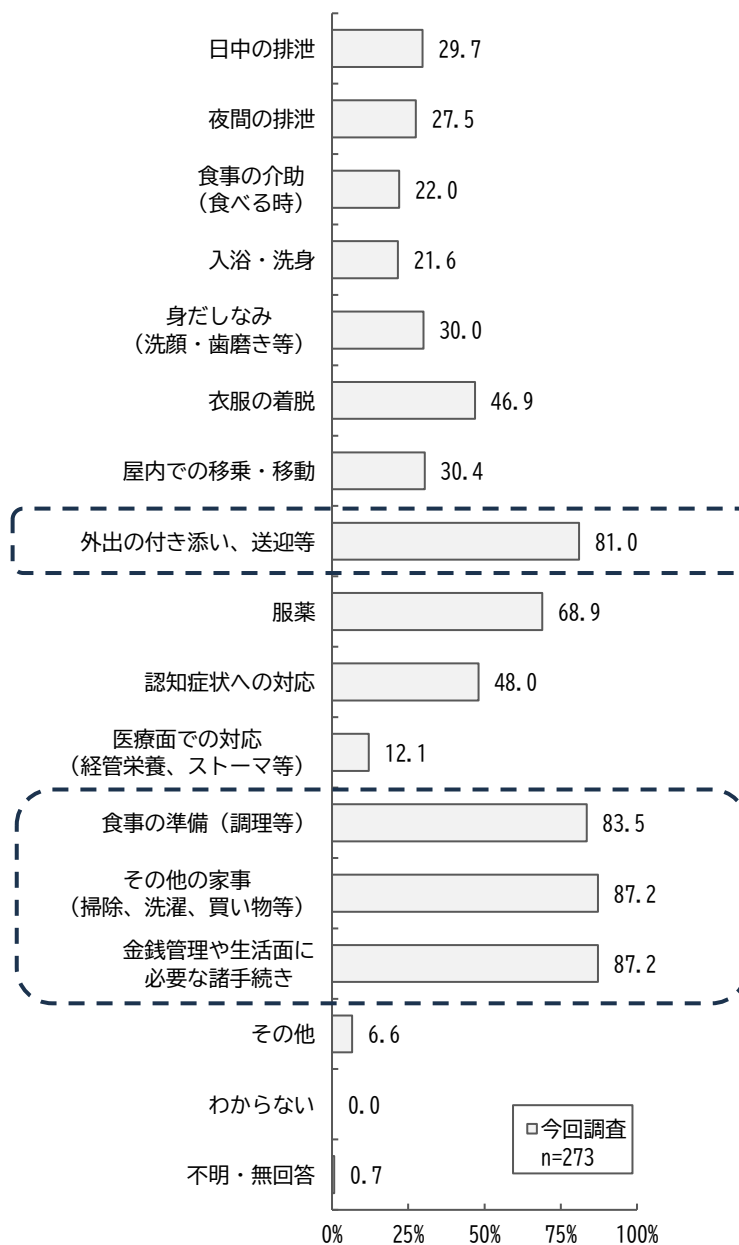 日中の排泄
29.7
夜間の排泄
27.5
食事の介助
(食べる時)
22.0
入浴・洗身
21.6
身だしなみ
(洗顔・歯磨き等)
30.0
衣服の着脱
46.9
屋内での移乗・移動
30.4
外出の付き添い、送迎等
81.0
服薬
68.9
認知症状への対応
48.0
医療面での対応
(経管栄養、ストーマ等)
12.1
食事の準備(調理等)
83.5
その他の家事
(掃除、洗濯、買い物等)
87.2
金銭管理や生活面に
必要な諸手続き
87.2
その他
6.6
わからない
0.0
不明・無回答
0.7
今回調査
n=273
0% 25% 50% 75% 100%